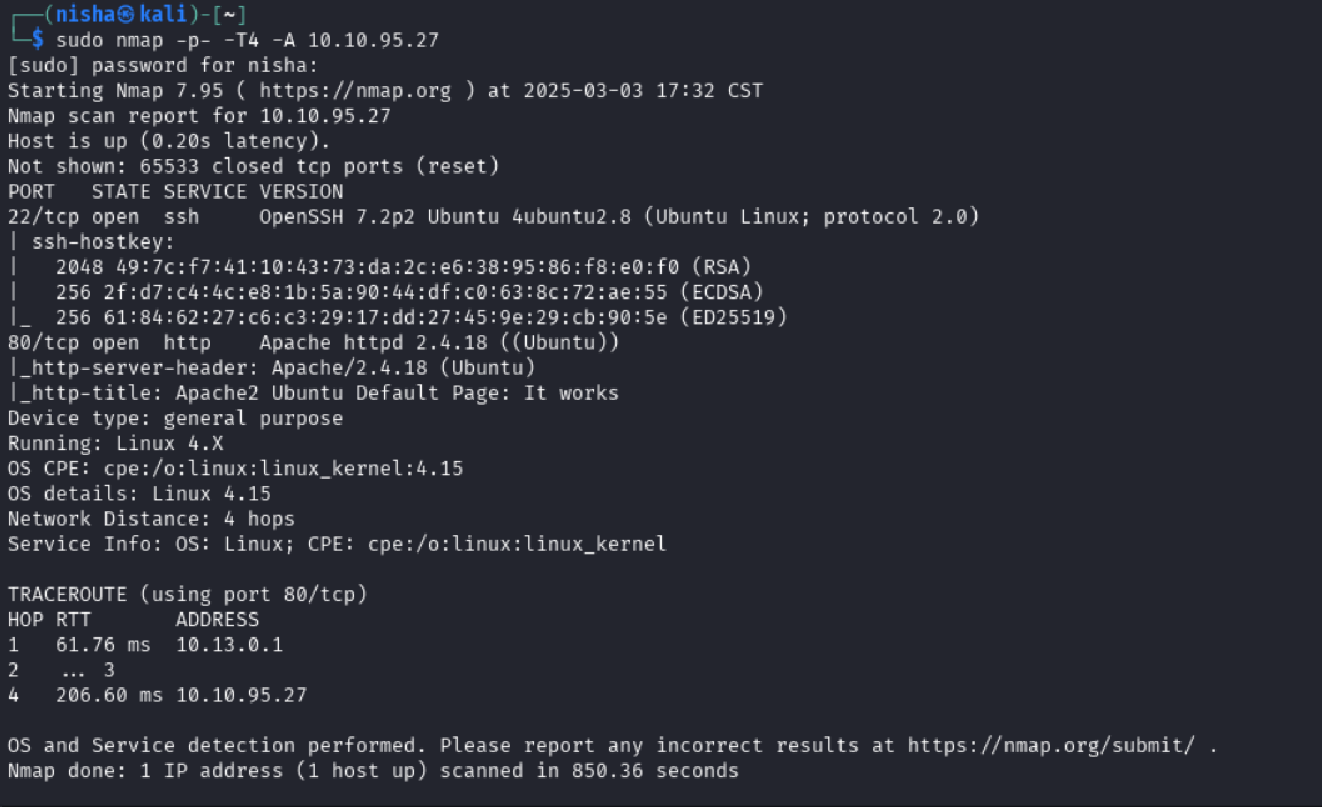 ┌──(nisha㉿kali)-[~]
└─$ sudo nmap -p- -T4 -A 10.10.95.27
[sudo] password for nisha:
Starting Nmap 7.95 ( https://nmap.org ) at 2025-03-03 17:32 CST
Nmap scan report for 10.10.95.27
Host is up (0.20s latency).
Not shown: 65533 closed tcp ports (reset)
PORT   STATE SERVICE VERSION
22/tcp open  ssh     OpenSSH 7.2p2 Ubuntu 4ubuntu2.8 (Ubuntu Linux; protocol 2.0)
| ssh-hostkey:
|   2048 49:7c:f7:41:10:43:73:da:2c:e6:38:95:86:f8:e0:f0 (RSA)
|   256 2f:d7:c4:4c:e8:1b:5a:90:44:df:c0:63:8c:72:ae:55 (ECDSA)
|_  256 61:84:62:27:c6:c3:29:17:dd:27:45:9e:29:cb:90:5e (ED25519)
80/tcp open  http    Apache httpd 2.4.18 ((Ubuntu))
|_http-server-header: Apache/2.4.18 (Ubuntu)
|_http-title: Apache2 Ubuntu Default Page: It works
Device type: general purpose
Running: Linux 4.X
OS CPE: cpe:/o:linux:linux_kernel:4.15
OS details: Linux 4.15
Network Distance: 4 hops
Service Info: OS: Linux; CPE: cpe:/o:linux:linux_kernel
TRACEROUTE (using port 80/tcp)
HOP RTT       ADDRESS
1   61.76 ms  10.13.0.1
2   ... 3
4   206.60 ms 10.10.95.27
OS and Service detection performed. Please report any incorrect results at https://nmap.org/submit/ .
Nmap done: 1 IP address (1 host up) scanned in 850.36 seconds